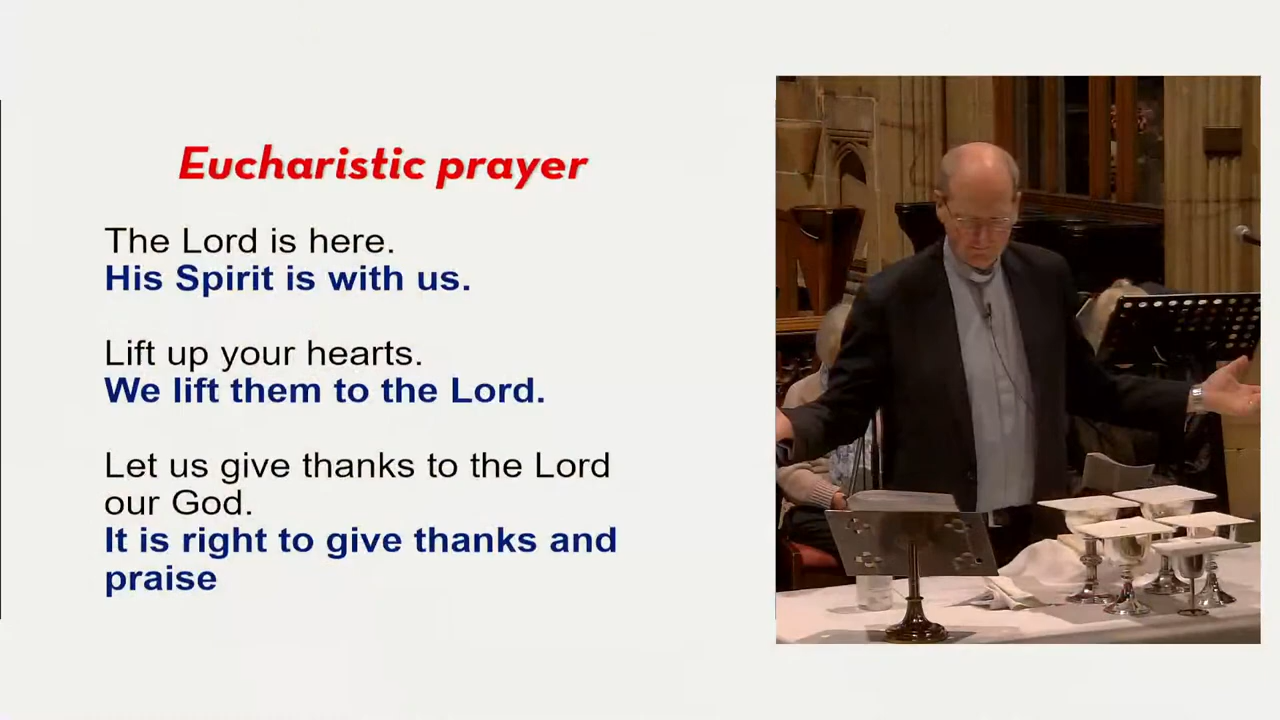 Eucharistic prayer
The Lord is here.
His Spirit is with us.
Lift up your hearts.
We lift them to the Lord.
Let us give thanks to the Lord
our God.
It is right to give thanks and
praise